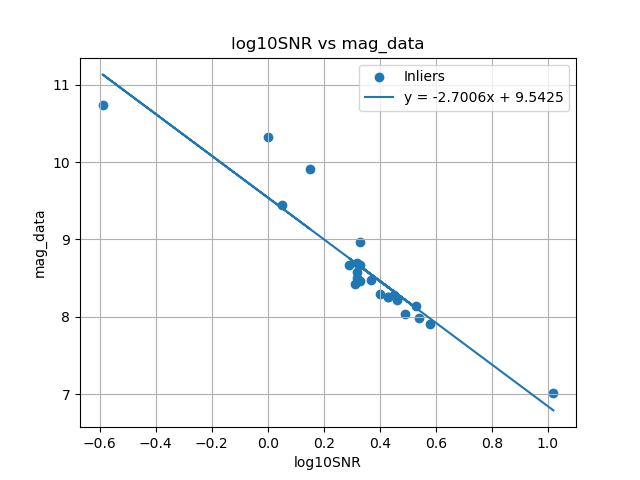 log10SNR vs mag_data
Inliers
y = -2.7006x + 9.5425
11
10
9
8
7
mag_data
−0.6
−0.4
−0.2
0.0
0.2
0.4
0.6
0.8
1.0
log10SNR